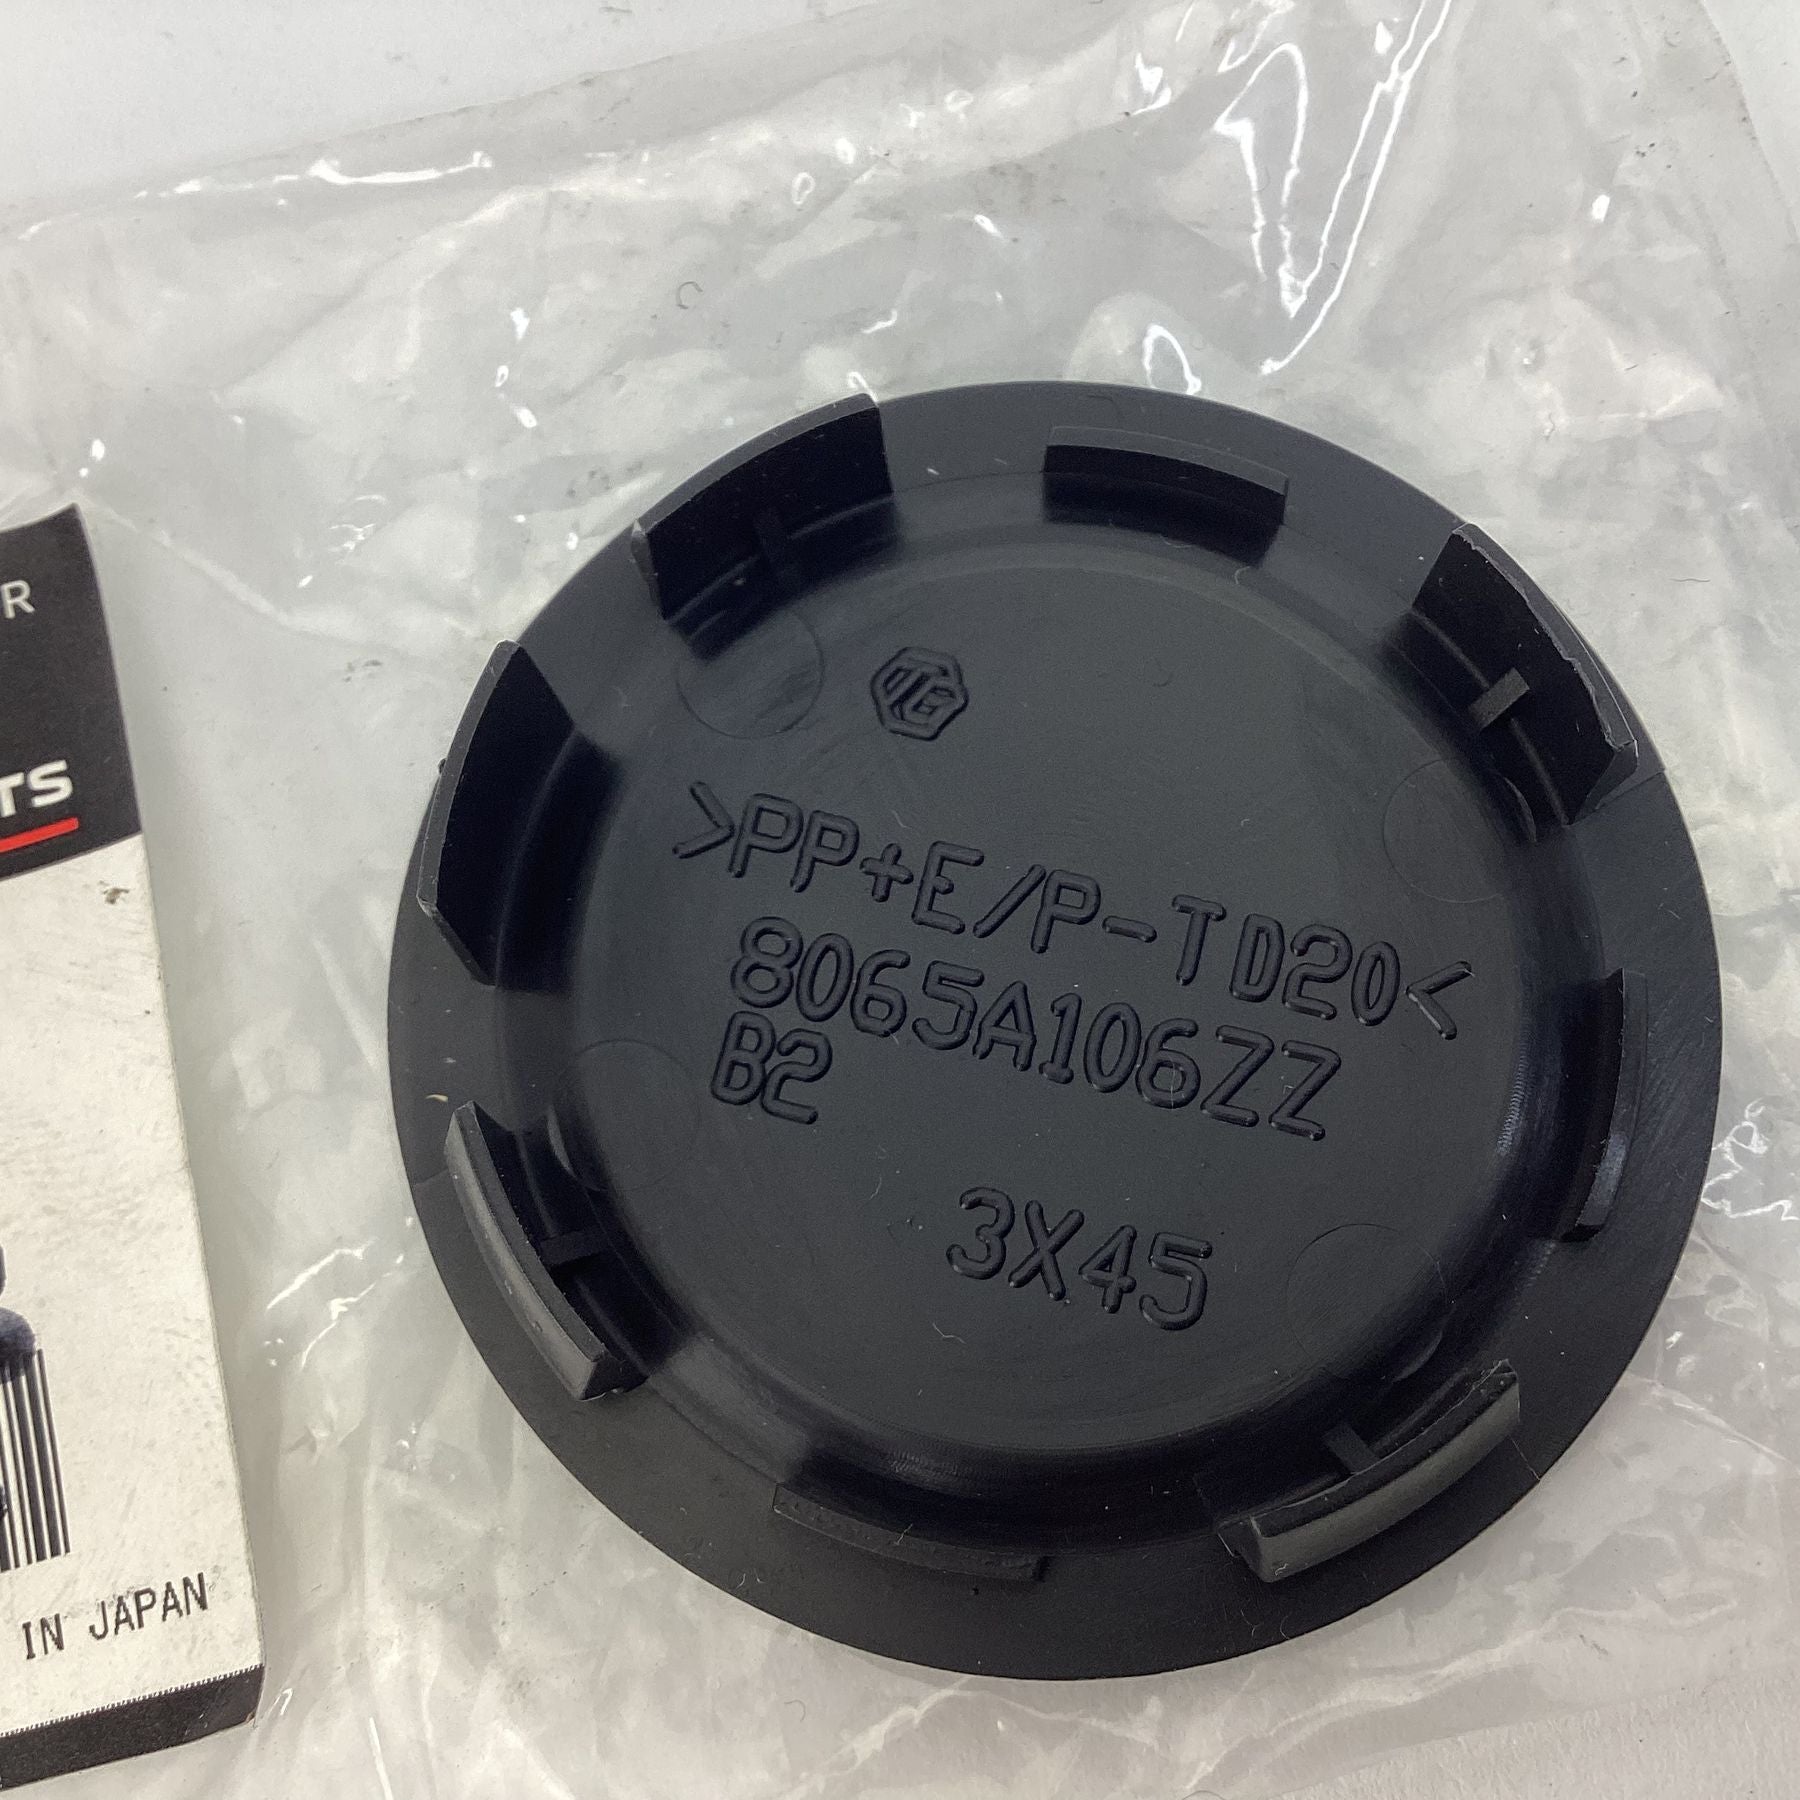 R
TS
IN JAPAN
>PP+E/P-TD20<
8065A106ZZ
B2
3X45